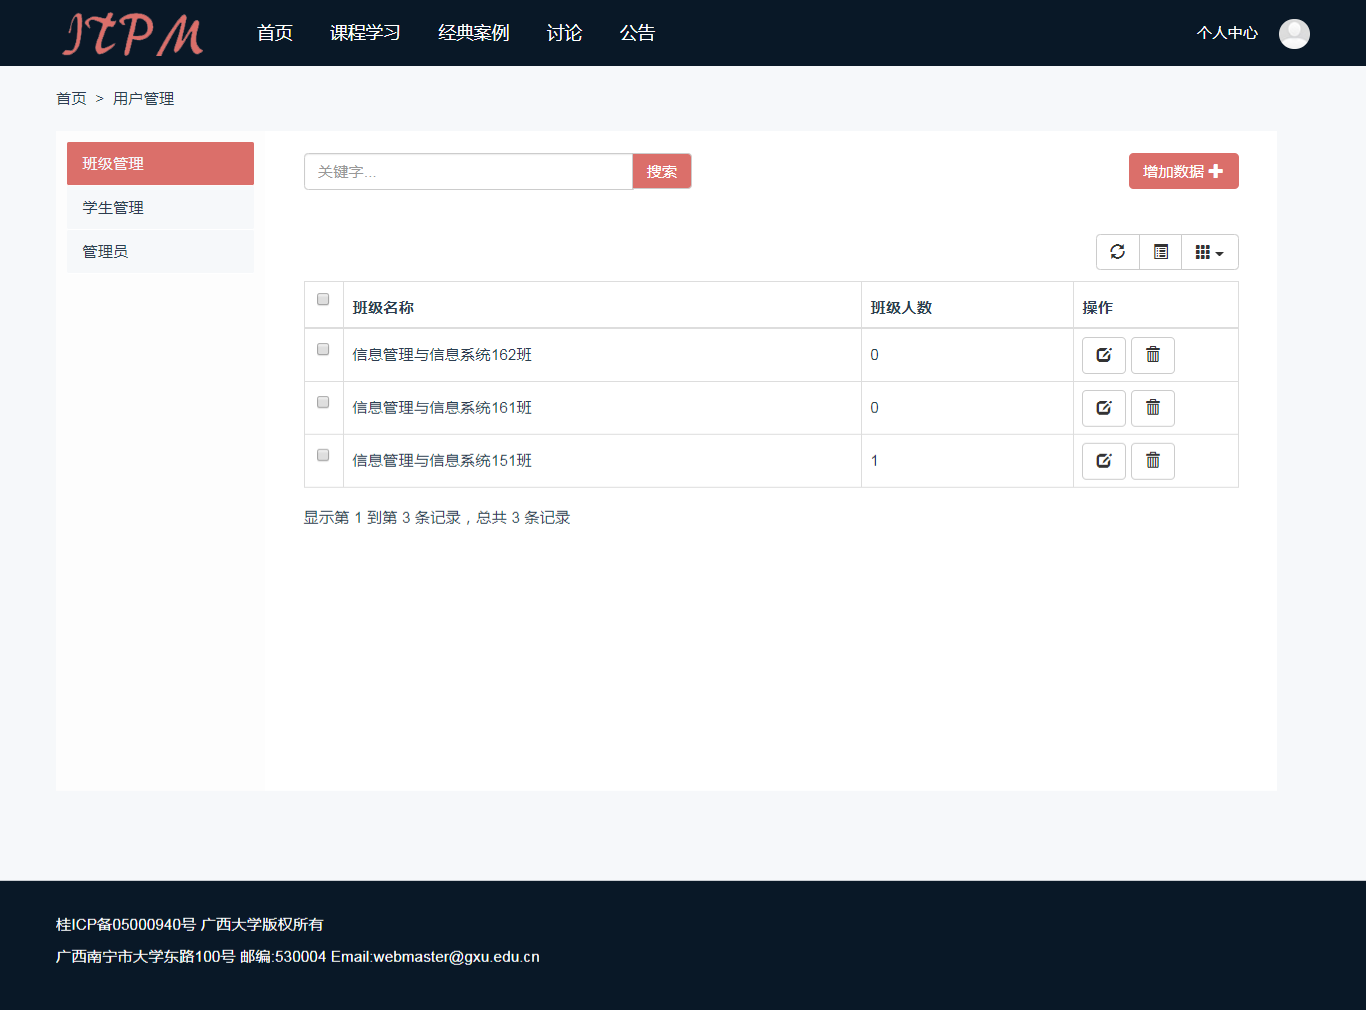 ITPM 首页 课程学习 经典案例 讨论 公告 个人中心
首页 > 用户管理
班级管理
学生管理
管理员
关键字... 搜索 增加数据
班级名称 班级人数 操作
信息管理与信息系统162班 0
信息管理与信息系统161班 0
信息管理与信息系统151班 1
显示第 1 到第 3 条记录，总共 3 条记录
桂ICP备05000940号 广西大学版权所有
广西南宁市大学东路100号 邮编:530004 Email:webmaster@gxu.edu.cn